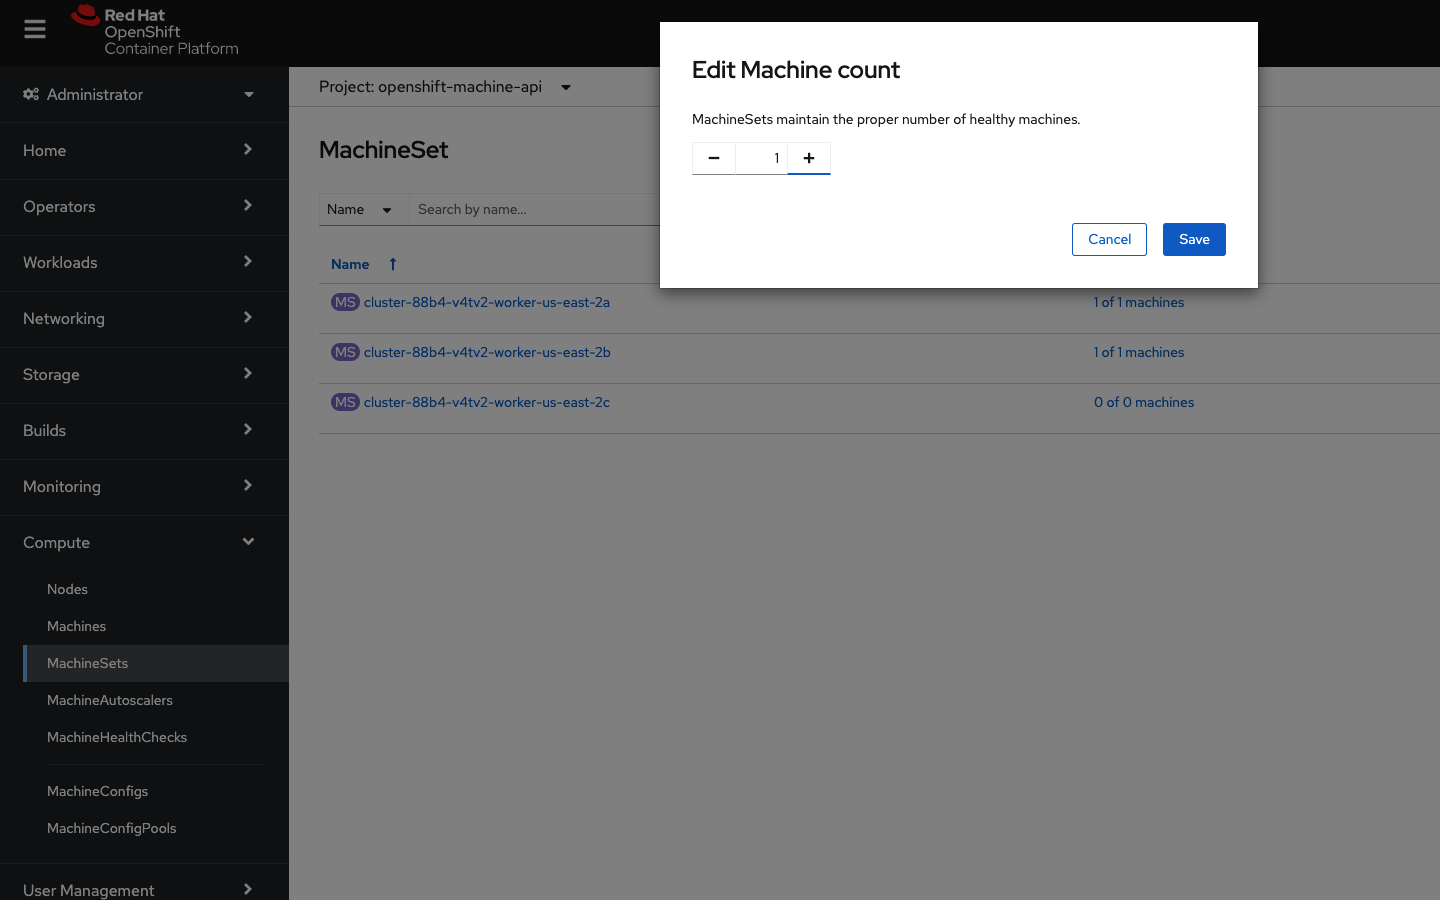 Red Hat
OpenShift
Container Platform
Administrator
Home
Operators
Workloads
Networking
Storage
Builds
Monitoring
Compute
Nodes
Machines
MachineSets
MachineAutoscalers
MachineHealthChecks
MachineConfigs
MachineConfigPools
User Management
Project: openshift-machine-api
MachineSet
Name Search by name...
Name
MS cluster-88b4-v4tv2-worker-us-east-2a 1 of 1 machines
MS cluster-88b4-v4tv2-worker-us-east-2b 1 of 1 machines
MS cluster-88b4-v4tv2-worker-us-east-2c 0 of 0 machines
Edit Machine count
MachineSets maintain the proper number of healthy machines.
1
Cancel Save